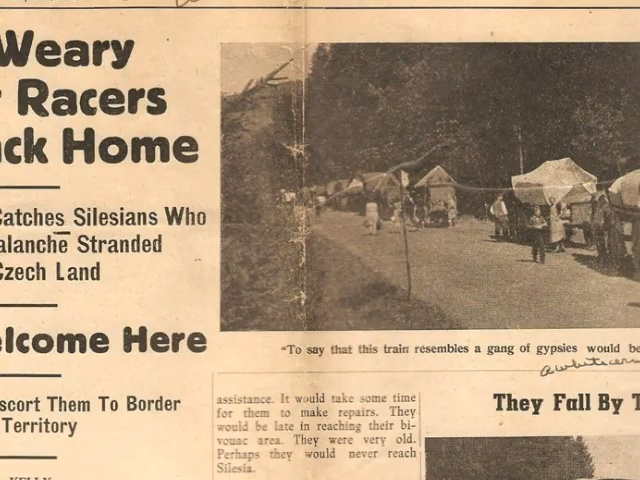 Weary
Racers
ck Home
Catches Silesians Who
alanche Stranded
Czech Land
elcome Here
scort Them To Border
Territory
KELLY
"To say that this train resembles a gang of gypsies would be
They Fall By T
assistance. It would take some time
for them to make repairs. They
would be late in reaching their bi-
vouac area. They were very old.
Perhaps they would never reach
Silesia.